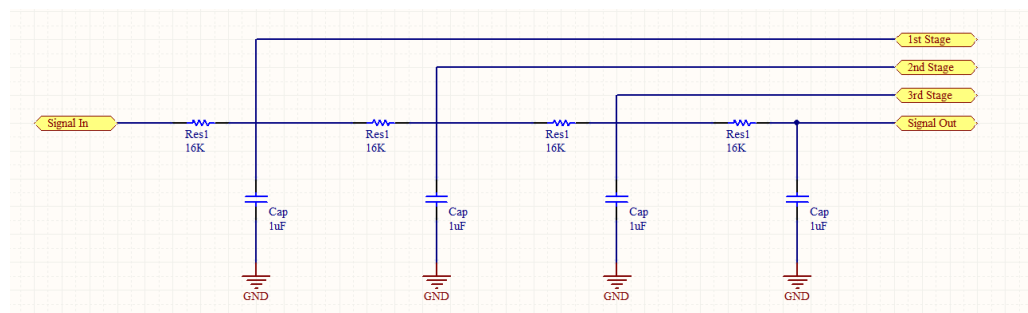 1st Stage
2nd Stage
3rd Stage
Signal In
Signal Out
Res1
16K
Res1
16K
Res1
16K
Res1
16K
Cap
1uF
Cap
1uF
Cap
1uF
Cap
1uF
GND
GND
GND
GND